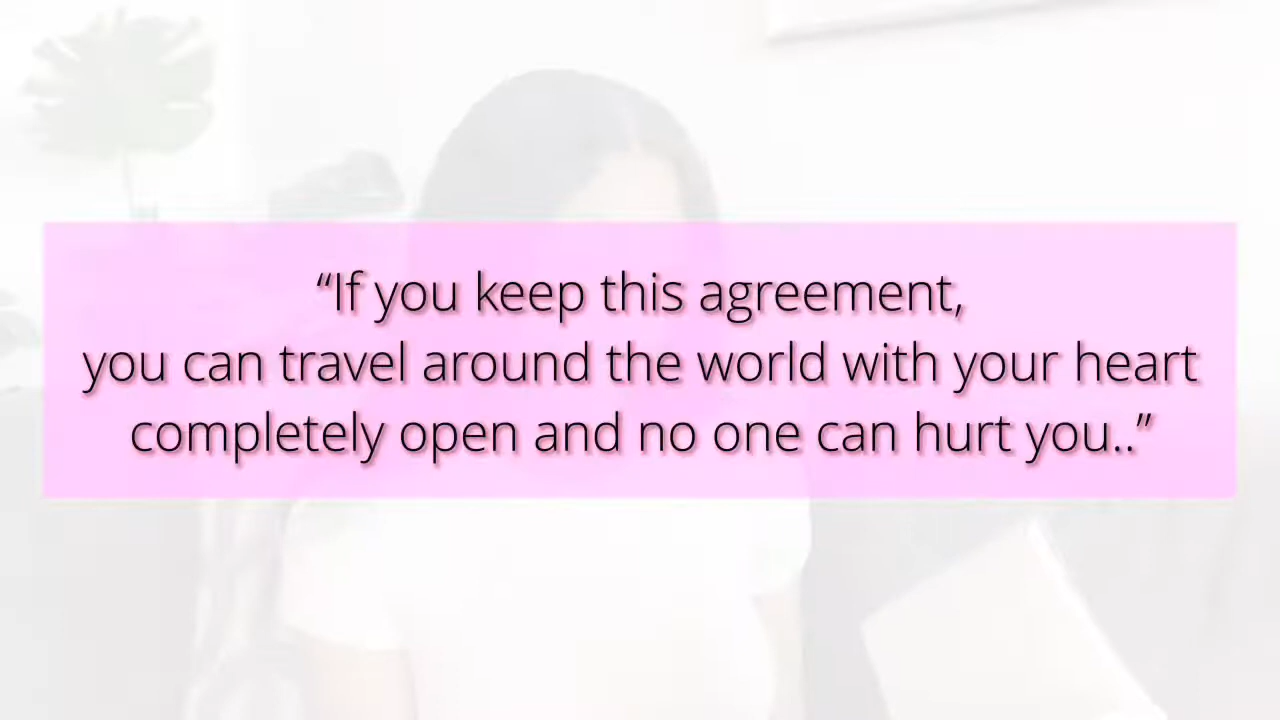 “If you keep this agreement,
you can travel around the world with your heart
completely open and no one can hurt you..”